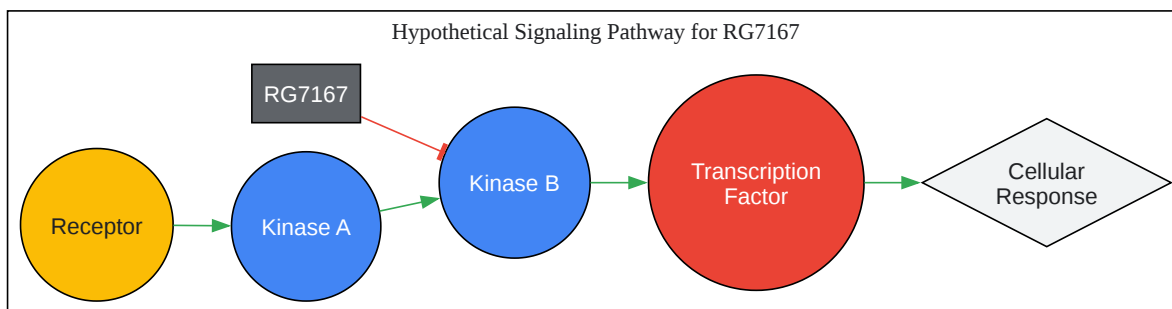 Hypothetical Signaling Pathway for RG7167
RG7167
Receptor
Kinase A
Kinase B
Transcription
Factor
Cellular
Response